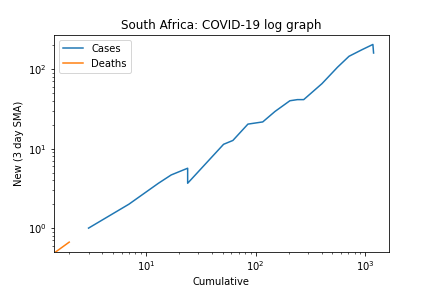 South Africa: COVID-19 log graph
Cases
Deaths
10²
10¹
10⁰
New (3 day SMA)
10¹ 10² 10³
Cumulative